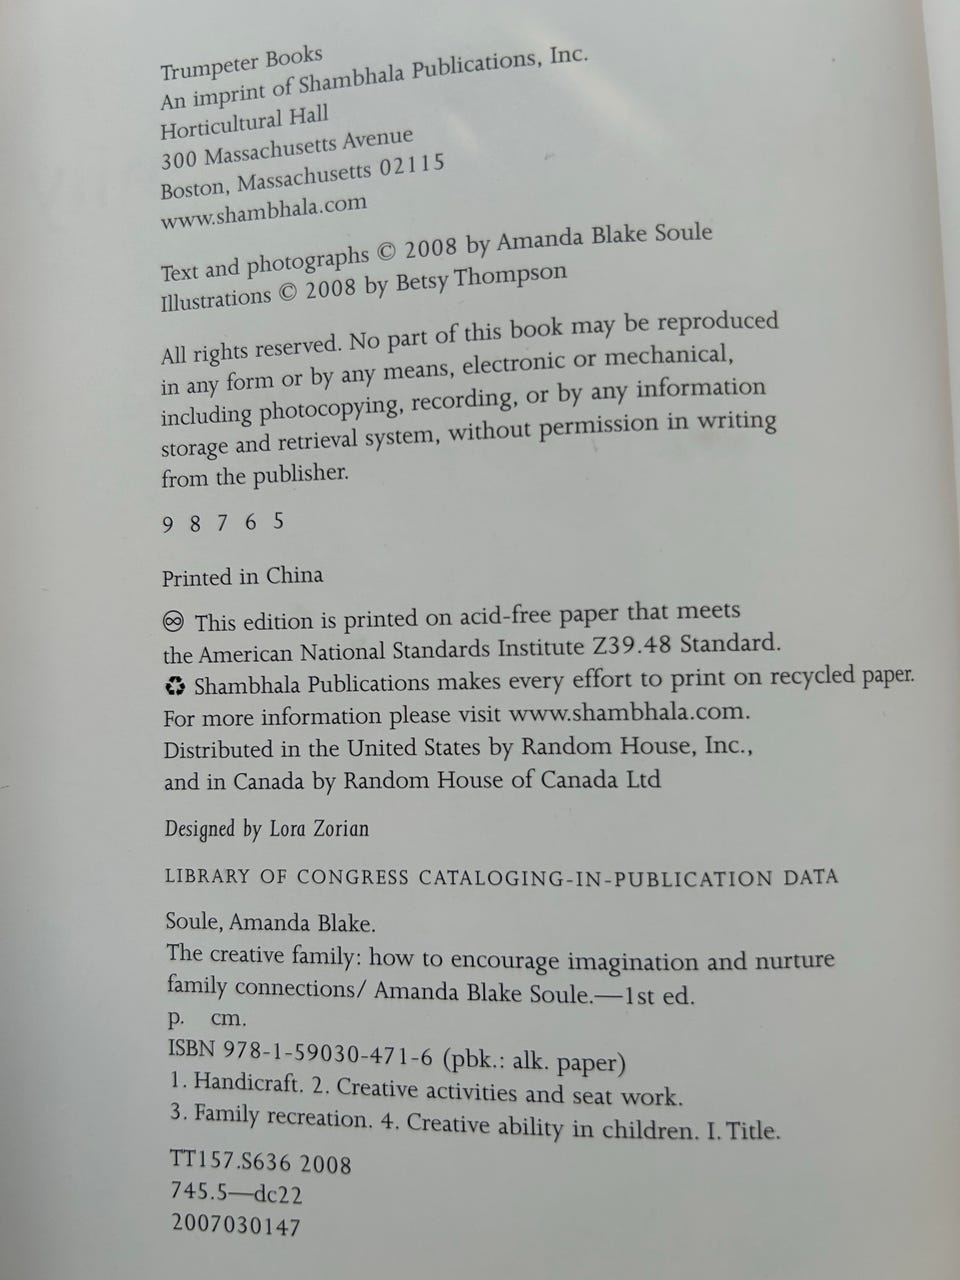 Trumpeter Books
An imprint of Shambhala Publications, Inc.
Horticultural Hall
300 Massachusetts Avenue
Boston, Massachusetts 02115
www.shambhala.com
Text and photographs © 2008 by Amanda Blake Soule
Illustrations © 2008 by Betsy Thompson
All rights reserved. No part of this book may be reproduced
in any form or by any means, electronic or mechanical,
including photocopying, recording, or by any information
storage and retrieval system, without permission in writing
from the publisher.
9 8 7 6 5
Printed in China
♾ This edition is printed on acid-free paper that meets
the American National Standards Institute Z39.48 Standard.
♻ Shambhala Publications makes every effort to print on recycled paper.
For more information please visit www.shambhala.com.
Distributed in the United States by Random House, Inc.,
and in Canada by Random House of Canada Ltd
Designed by Lora Zorian
LIBRARY OF CONGRESS CATALOGING-IN-PUBLICATION DATA
Soule, Amanda Blake.
The creative family: how to encourage imagination and nurture
family connections/ Amanda Blake Soule.—1st ed.
p. cm.
ISBN 978-1-59030-471-6 (pbk.: alk. paper)
1. Handicraft. 2. Creative activities and seat work.
3. Family recreation. 4. Creative ability in children. I. Title.
TT157.S636 2008
745.5—dc22
2007030147